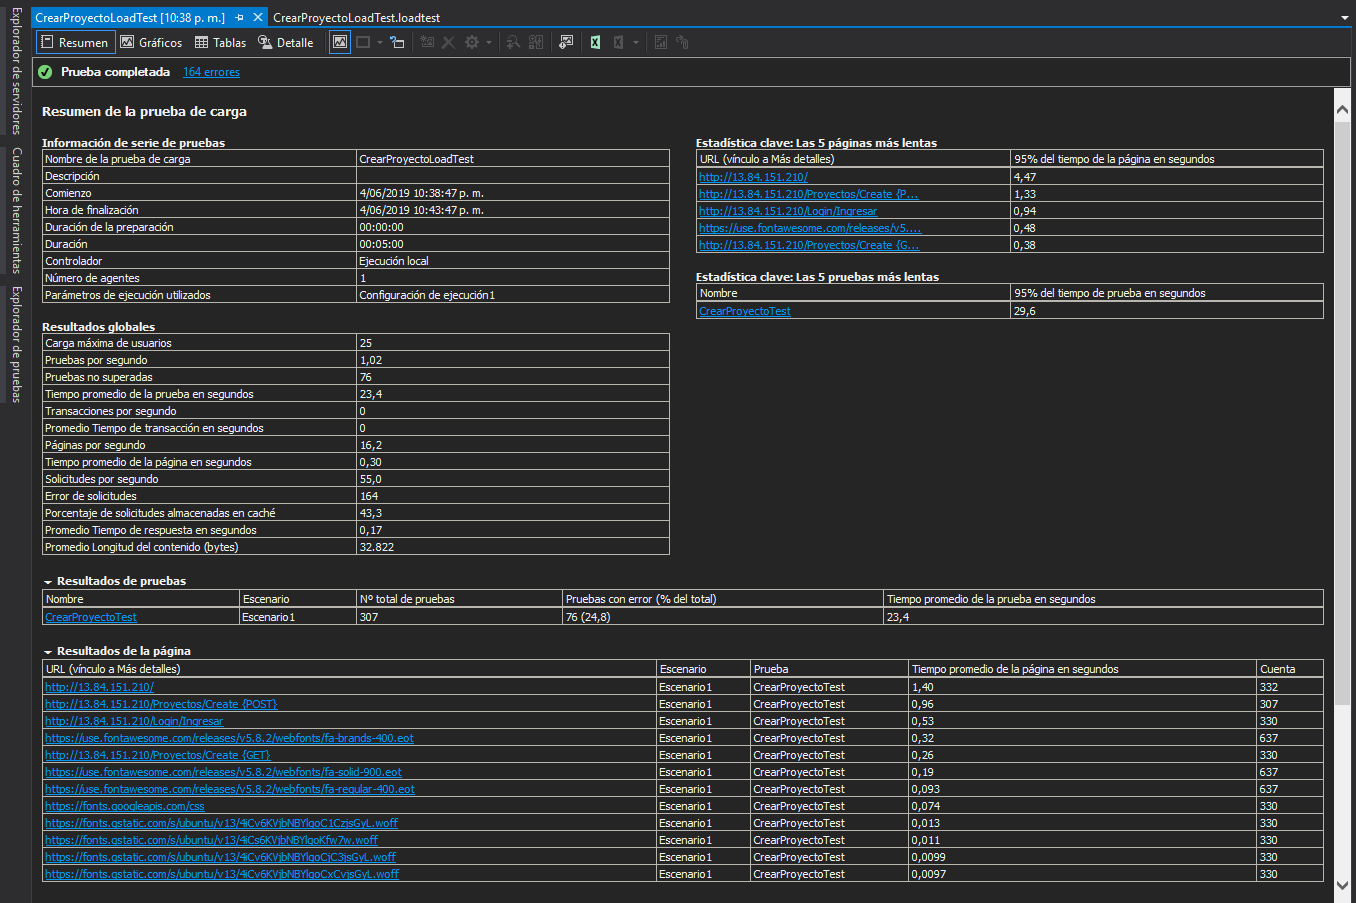 CrearProyectoLoadTest [10:38 p. m.] CrearProyectoLoadTest.loadtest
Explorador de servidores
Cuadro de herramientas
Explorador de pruebas
Resumen Gráficos Tablas Detalle
Prueba completada 164 errores
Resumen de la prueba de carga
Información de serie de pruebas
Nombre de la prueba de carga CrearProyectoLoadTest
Descripción
Comienzo 4/06/2019 10:38:47 p. m.
Hora de finalización 4/06/2019 10:43:47 p. m.
Duración de la preparación 00:00:00
Duración 00:05:00
Controlador Ejecución local
Número de agentes 1
Parámetros de ejecución utilizados Configuración de ejecución1
Resultados globales
Carga máxima de usuarios 25
Pruebas por segundo 1,02
Pruebas no superadas 76
Tiempo promedio de la prueba en segundos 23,4
Transacciones por segundo 0
Promedio Tiempo de transacción en segundos 0
Páginas por segundo 16,2
Tiempo promedio de la página en segundos 0,30
Solicitudes por segundo 55,0
Error de solicitudes 164
Porcentaje de solicitudes almacenadas en caché 43,3
Promedio Tiempo de respuesta en segundos 0,17
Promedio Longitud del contenido (bytes) 32.822
Estadística clave: Las 5 páginas más lentas
URL (vínculo a Más detalles) 95% del tiempo de la página en segundos
http://13.84.151.210/ 4,47
http://13.84.151.210/Proyectos/Create {P... 1,33
http://13.84.151.210/Login/Ingresar 0,94
https://use.fontawesome.com/releases/v5.... 0,48
http://13.84.151.210/Proyectos/Create {G... 0,38
Estadística clave: Las 5 pruebas más lentas
Nombre 95% del tiempo de prueba en segundos
CrearProyectoTest 29,6
Resultados de pruebas
Nombre Escenario Nº total de pruebas Pruebas con error (% del total) Tiempo promedio de la prueba en segundos
CrearProyectoTest Escenario1 307 76 (24,8) 23,4
Resultados de la página
URL (vínculo a Más detalles) Escenario Prueba Tiempo promedio de la página en segundos Cuenta
http://13.84.151.210/ Escenario1 CrearProyectoTest 1,40 332
http://13.84.151.210/Proyectos/Create {POST} Escenario1 CrearProyectoTest 0,96 307
http://13.84.151.210/Login/Ingresar Escenario1 CrearProyectoTest 0,53 330
https://use.fontawesome.com/releases/v5.8.2/webfonts/fa-brands-400.eot Escenario1 CrearProyectoTest 0,32 637
http://13.84.151.210/Proyectos/Create {GET} Escenario1 CrearProyectoTest 0,26 330
https://use.fontawesome.com/releases/v5.8.2/webfonts/fa-solid-900.eot Escenario1 CrearProyectoTest 0,19 637
https://use.fontawesome.com/releases/v5.8.2/webfonts/fa-regular-400.eot Escenario1 CrearProyectoTest 0,093 637
https://fonts.googleapis.com/css Escenario1 CrearProyectoTest 0,074 330
https://fonts.gstatic.com/s/ubuntu/v13/4iCv6KVjbNBYlgoC1CzjsGyL.woff Escenario1 CrearProyectoTest 0,013 330
https://fonts.gstatic.com/s/ubuntu/v13/4iCs6KVjbNBYlgoKfw7w.woff Escenario1 CrearProyectoTest 0,011 330
https://fonts.gstatic.com/s/ubuntu/v13/4iCv6KVjbNBYlgoCjC3jsGyL.woff Escenario1 CrearProyectoTest 0,0099 330
https://fonts.gstatic.com/s/ubuntu/v13/4iCv6KVjbNBYlgoCxCvjsGyL.woff Escenario1 CrearProyectoTest 0,0097 330